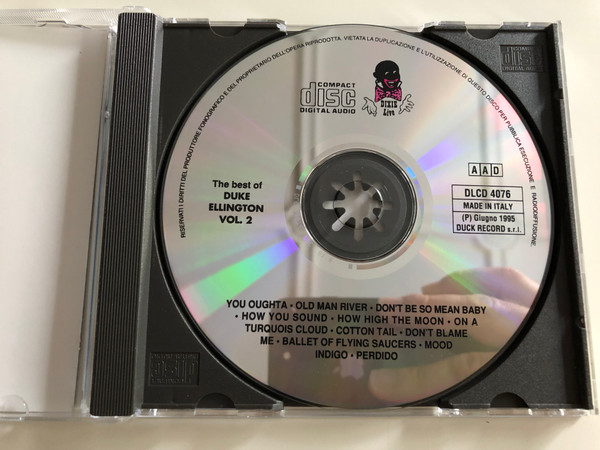 RISERVATI I DIRITTI DEL PRODUTTORE FONOGRAFICO E DEL PROPRIETARIO DELL'OPERA RIPRODOTTA. VIETATA LA DUPLICAZIONE E L'UTILIZZAZIONE DI QUESTO DISCO PER PUBBLICA ESECUZIONE E RADIODIFFUSIONE.
COMPACT
disc
DIGITAL AUDIO
DIXIE
Live
The best of
DUKE
ELLINGTON
VOL. 2
A A D
DLCD 4076
MADE IN ITALY
(P) Giugno 1995
DUCK RECORD s.r.l.
YOU OUGHTA · OLD MAN RIVER · DON'T BE SO MEAN BABY
· HOW YOU SOUND · HOW HIGH THE MOON · ON A
TURQUOIS CLOUD · COTTON TAIL · DON'T BLAME
ME · BALLET OF FLYING SAUCERS · MOOD
INDIGO · PERDIDO